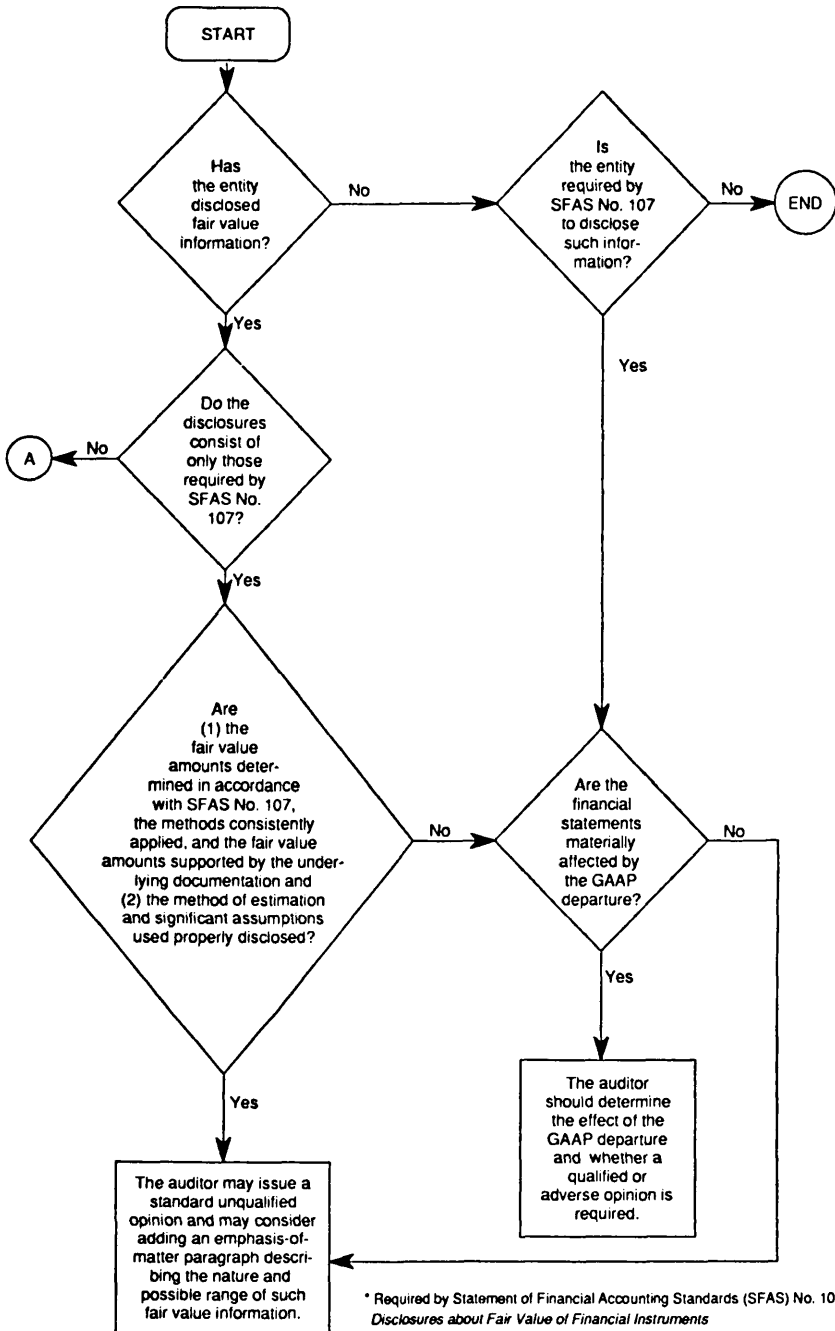 START
Has
the entity
disclosed
fair value
information?
No
Is
the entity
required by
SFAS No. 107
to disclose
such infor-
mation?
No
END
Yes
Yes
Do the
disclosures
consist of
only those
required by
SFAS No.
107?
No
A
Yes
Are
(1) the
fair value
amounts deter-
mined in accordance
with SFAS No. 107,
the methods consistently
applied, and the fair value
amounts supported by the under-
lying documentation and
(2) the method of estimation
and significant assumptions
used properly disclosed?
No
Are the
financial
statements
materially
affected by
the GAAP
departure?
No
Yes
Yes
The auditor
should determine
the effect of the
GAAP departure
and whether a
qualified or
adverse opinion is
required.
The auditor may issue a
standard unqualified
opinion and may consider
adding an emphasis-of-
matter paragraph descri-
bing the nature and
possible range of such
fair value information.
* Required by Statement of Financial Accounting Standards (SFAS) No. 10
Disclosures about Fair Value of Financial Instruments